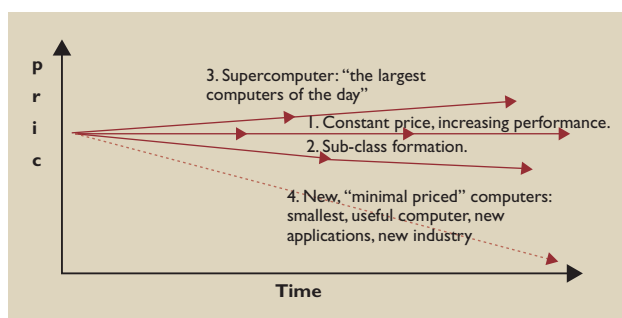 p
r
i
c
3. Supercomputer: “the largest
computers of the day”
1. Constant price, increasing performance.
2. Sub-class formation.
4. New, “minimal priced” computers:
smallest, useful computer, new
applications, new industry
Time